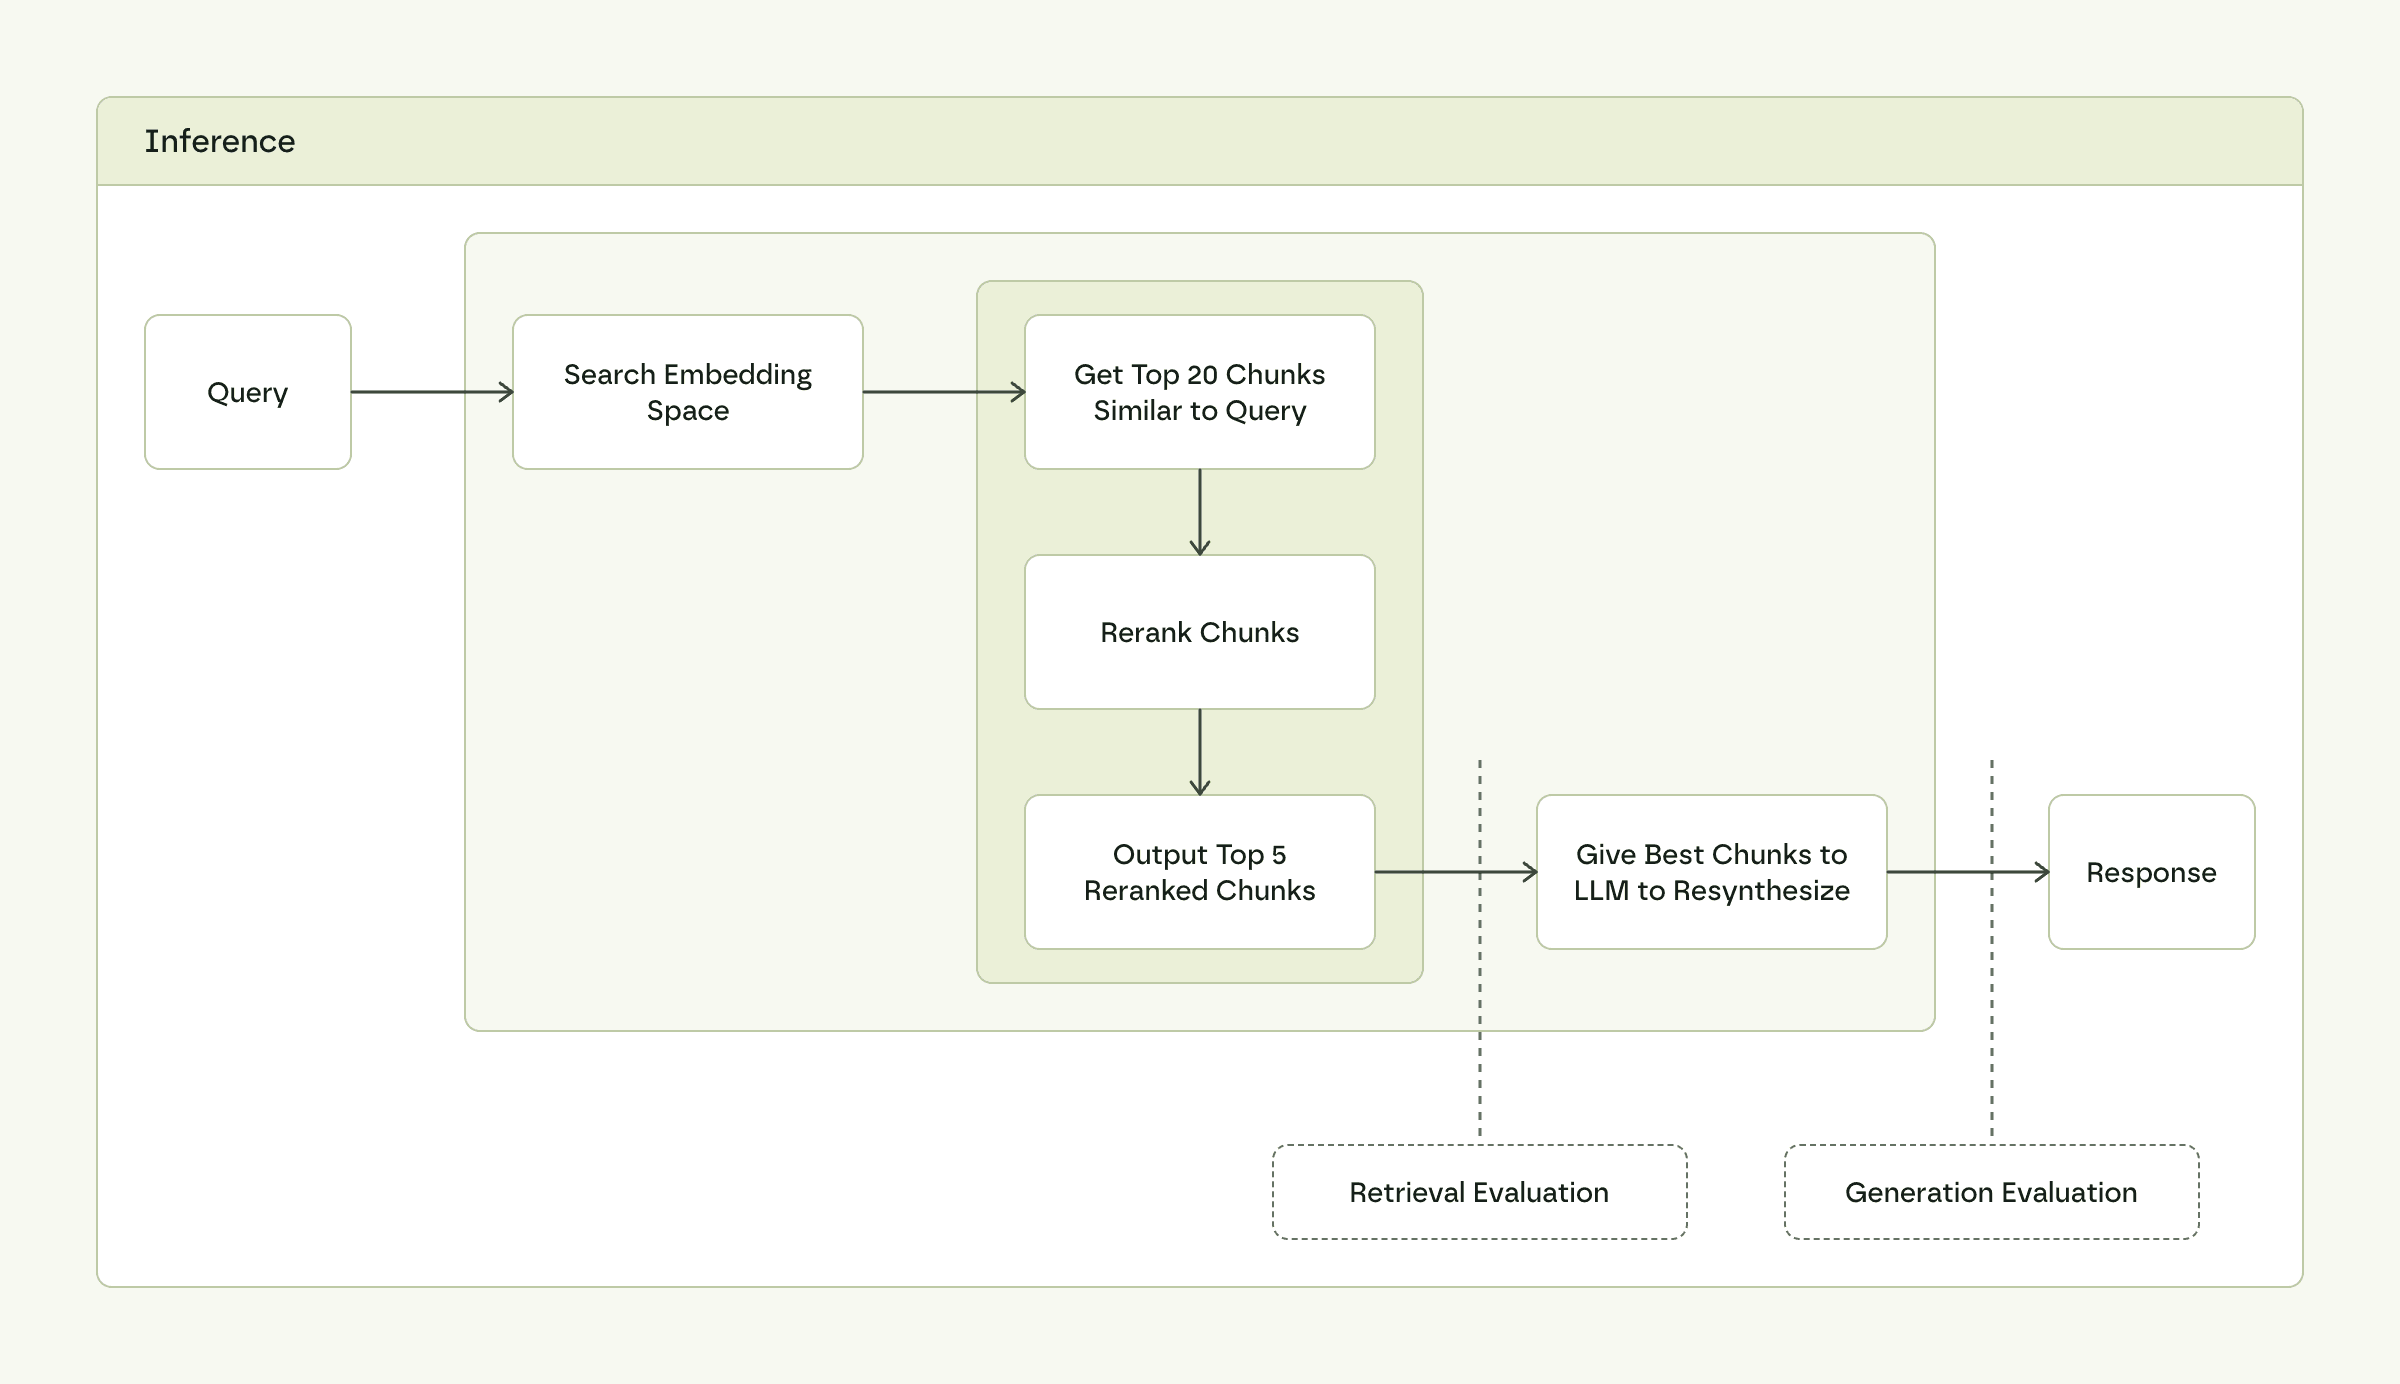 Inference
Query
Search Embedding
Space
Get Top 20 Chunks
Similar to Query
Rerank Chunks
Output Top 5
Reranked Chunks
Give Best Chunks to
LLM to Resynthesize
Response
Retrieval Evaluation
Generation Evaluation